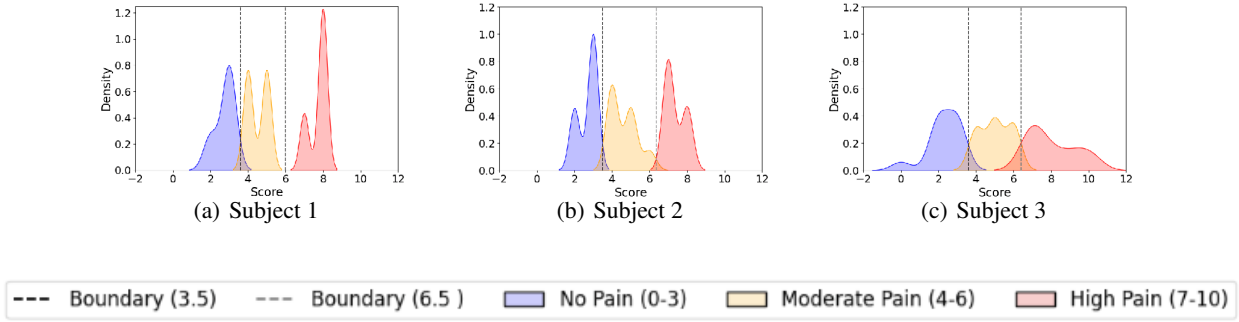 1.2
1.0
0.8
0.6
0.4
0.2
0.0
Density
−2 0 2 4 6 8 10 12
Score
(a) Subject 1
1.2
1.0
0.8
0.6
0.4
0.2
0.0
Density
−2 0 2 4 6 8 10 12
Score
(b) Subject 2
1.2
1.0
0.8
0.6
0.4
0.2
0.0
Density
−2 0 2 4 6 8 10 12
Score
(c) Subject 3
Boundary (3.5) Boundary (6.5 ) No Pain (0-3) Moderate Pain (4-6) High Pain (7-10)